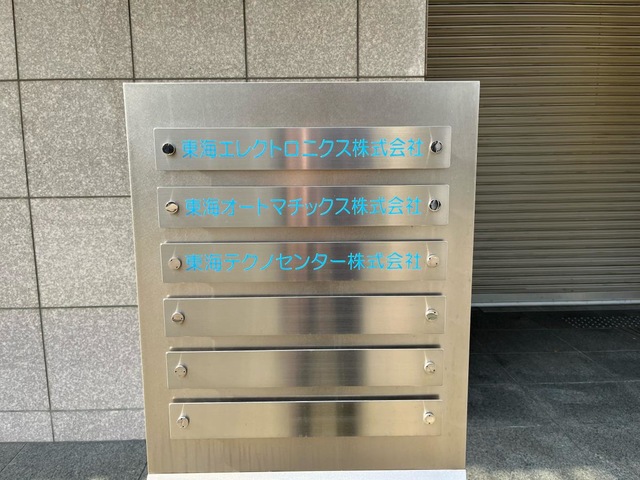 東海エレクトロニクス株式会社
東海オートマチックス株式会社
東海テクノセンター株式会社